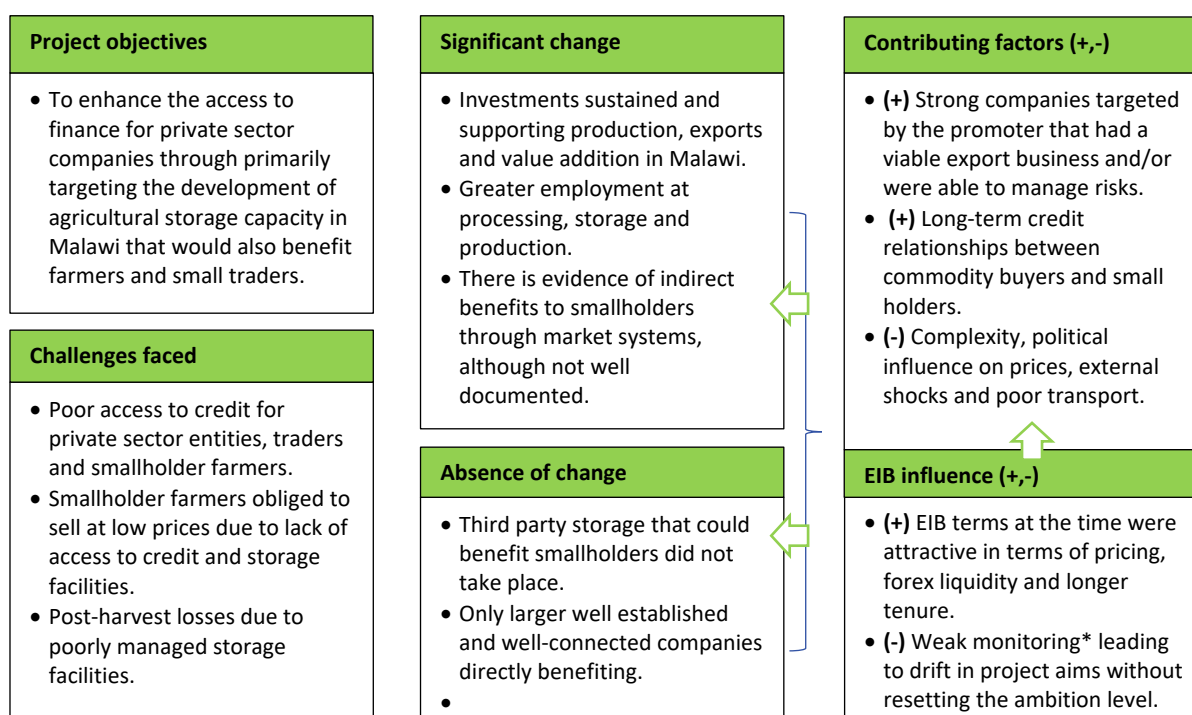 Project objectives
• To enhance the access to
finance for private sector
companies through primarily
targeting the development of
agricultural storage capacity in
Malawi that would also benefit
farmers and small traders.
Challenges faced
• Poor access to credit for
private sector entities, traders
and smallholder farmers.
• Smallholder farmers obliged to
sell at low prices due to lack of
access to credit and storage
facilities.
• Post-harvest losses due to
poorly managed storage
facilities.
Significant change
• Investments sustained and
supporting production, exports
and value addition in Malawi.
• Greater employment at
processing, storage and
production.
• There is evidence of indirect
benefits to smallholders
through market systems,
although not well
documented.
Absence of change
• Third party storage that could
benefit smallholders did not
take place.
• Only larger well established
and well-connected companies
directly benefiting.
•
Contributing factors (+,-)
• (+) Strong companies targeted
by the promoter that had a
viable export business and/or
were able to manage risks.
• (+) Long-term credit
relationships between
commodity buyers and small
holders.
• (-) Complexity, political
influence on prices, external
shocks and poor transport.
EIB influence (+,-)
• (+) EIB terms at the time were
attractive in terms of pricing,
forex liquidity and longer
tenure.
• (-) Weak monitoring* leading
to drift in project aims without
resetting the ambition level.